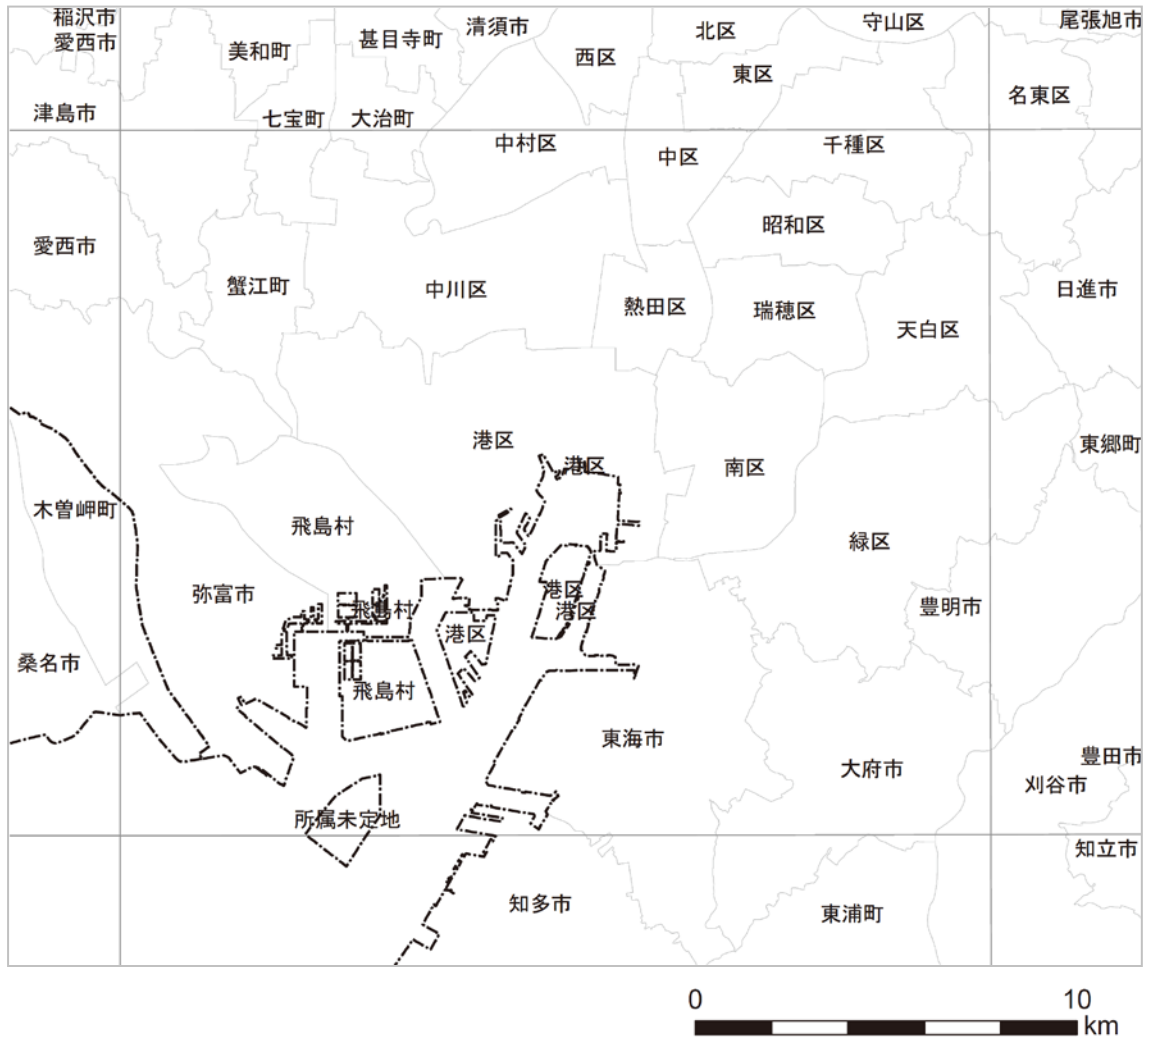 稲沢市
愛西市
美和町
甚目寺町
清須市
西区
北区
守山区
尾張旭市
東区
名東区
津島市
七宝町
大治町
中村区
中区
千種区
昭和区
愛西市
蟹江町
中川区
熱田区
瑞穂区
天白区
日進市
港区
港区
南区
東郷町
木曽岬町
飛島村
緑区
弥富市
飛島村
港区
港区
港区
豊明市
桑名市
飛島村
東海市
大府市
豊田市
刈谷市
所属未定地
知立市
知多市
東浦町
0
10
km